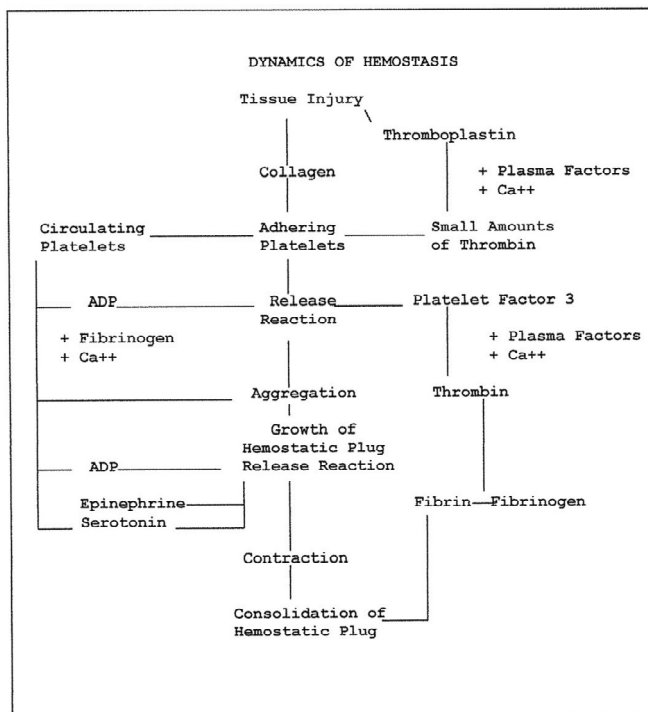 DYNAMICS OF HEMOSTASIS
Tissue Injury
Thromboplastin
Collagen
+ Plasma Factors
+ Ca++
Circulating
Platelets
Adhering
Platelets
Small Amounts
of Thrombin
ADP
Release
Reaction
Platelet Factor 3
+ Fibrinogen
+ Ca++
+ Plasma Factors
+ Ca++
Aggregation
Thrombin
Growth of
Hemostatic Plug
ADP
Release Reaction
Epinephrine
Serotonin
Fibrin
Fibrinogen
Contraction
Consolidation of
Hemostatic Plug